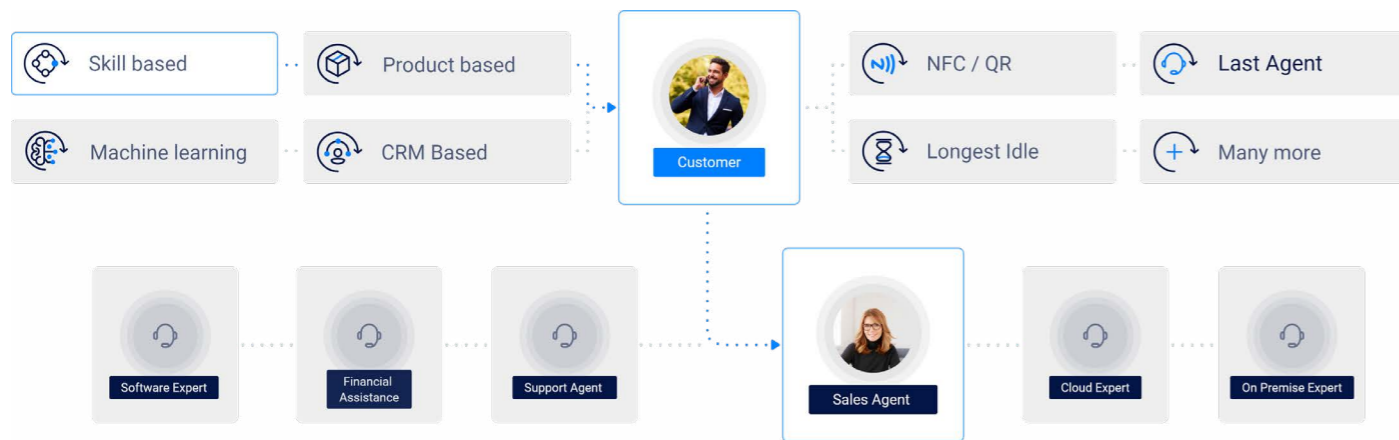 Skill based
Product based
NFC / QR
Last Agent
Machine learning
CRM Based
Customer
Longest Idle
Many more
Software Expert
Financial
Assistance
Support Agent
Sales Agent
Cloud Expert
On Premise Expert